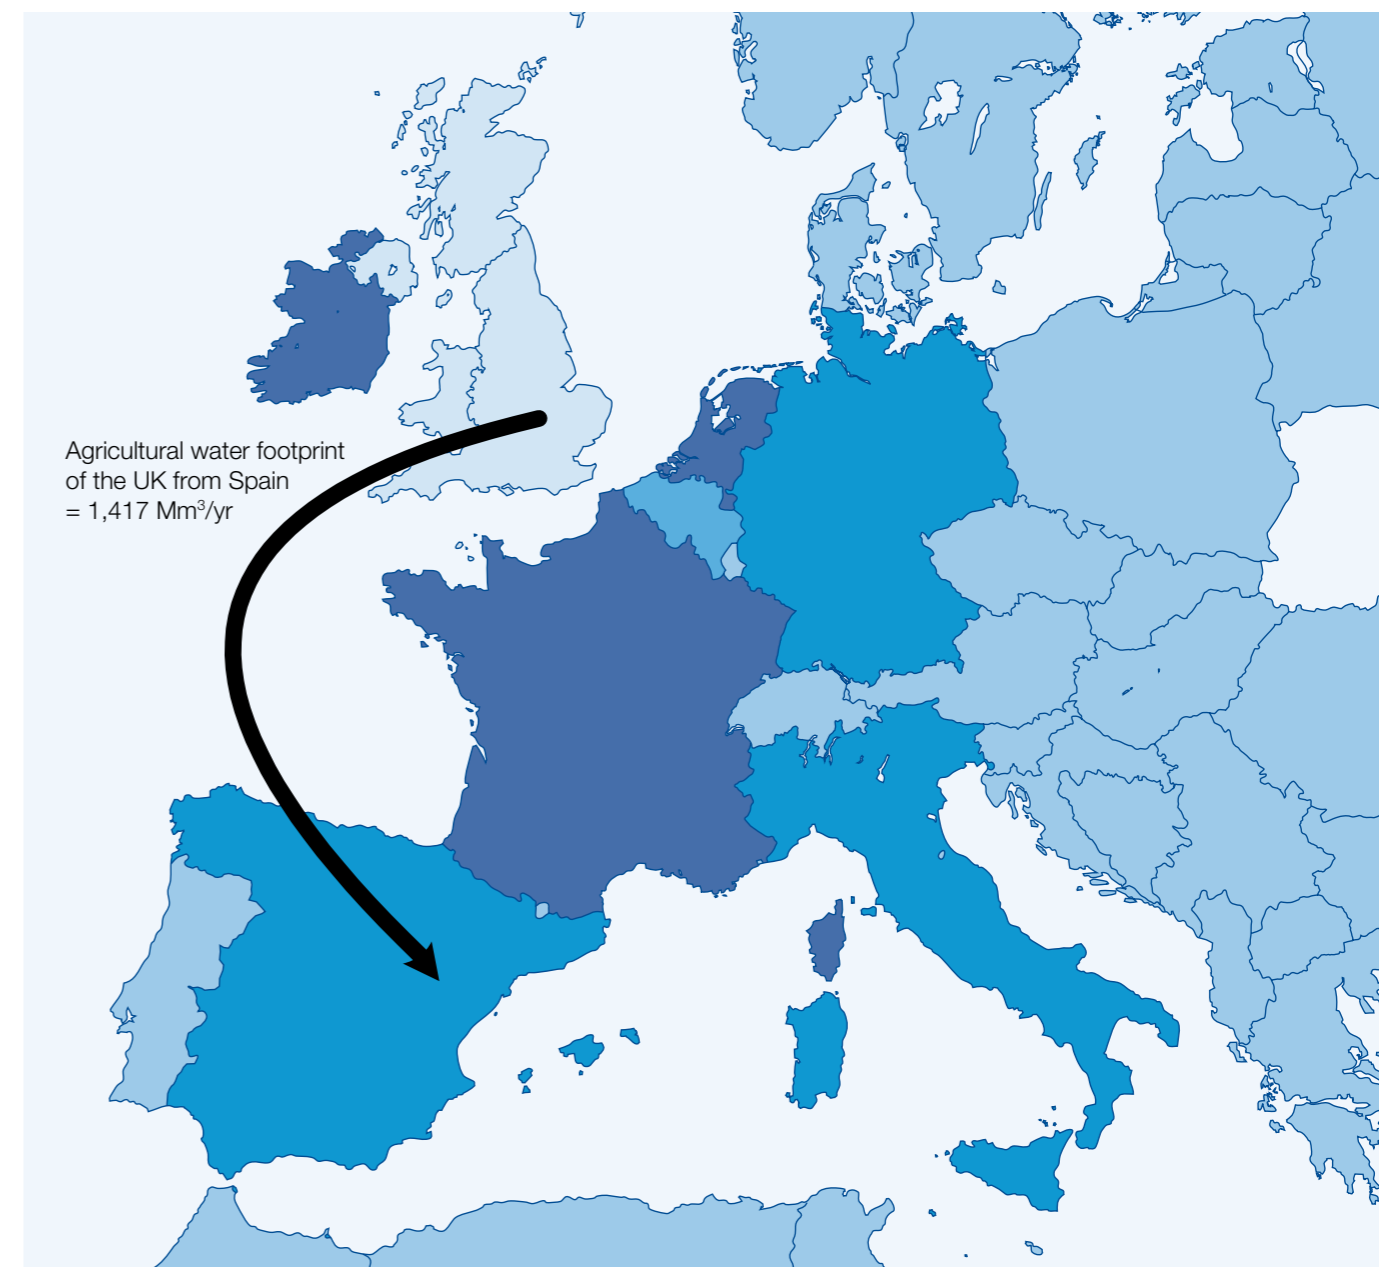 Agricultural water footprint
of the UK from Spain
= 1,417 Mm³/yr